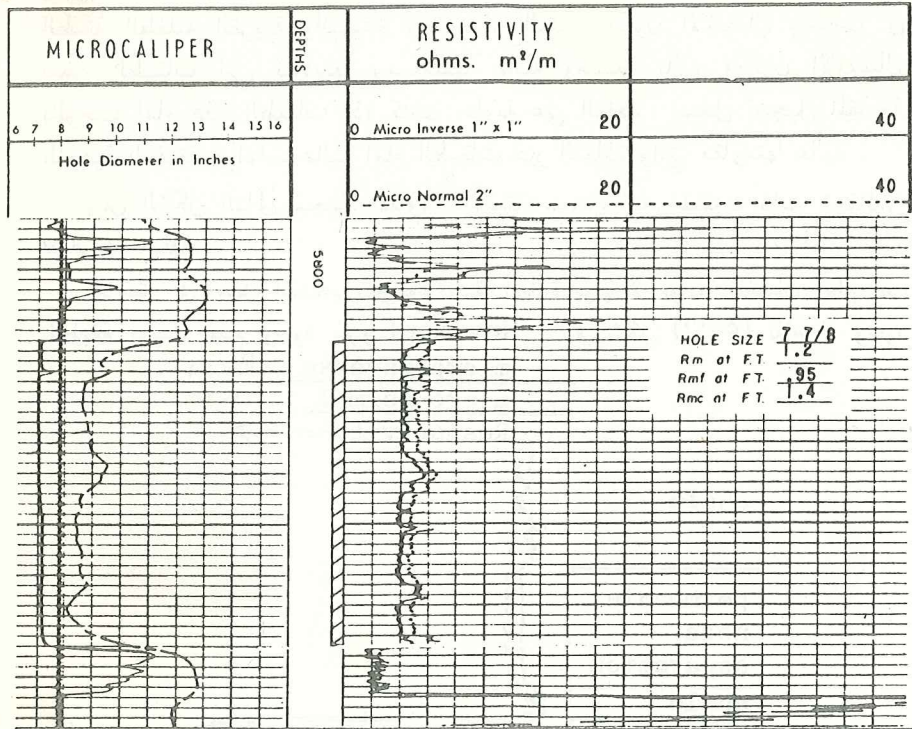 MICROCALIPER
DEPTHS
RESISTIVITY
ohms. m²/m
6 7 8 9 10 11 12 13 14 15 16
Hole Diameter in Inches
0 Micro Inverse 1" x 1" 20 40
0 Micro Normal 2" 20 40
5800
HOLE SIZE 7 7/8
Rm at F.T. 1.2
Rmf at F.T. .95
Rmc at F.T. 1.4